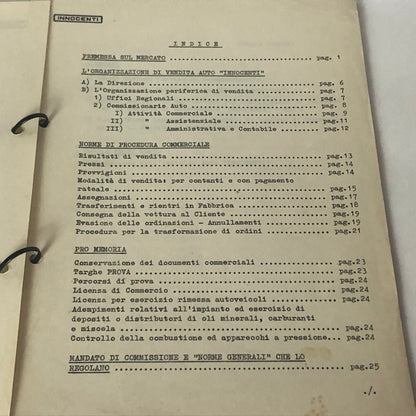 INNOCENTI
I N D I C E
PREMESSA SUL MERCATO ........ pag. 1
L'ORGANIZZAZIONE DI VENDITA AUTO "INNOCENTI"
A) La Direzione ........ pag. 6
B) L'Organizzazione periferica di vendita ........ pag. 7
1) Uffici Regionali ........ pag. 7
2) Commissionarie Auto ........ pag. 8
I) Attività Commerciale ........ pag. 9
II) " Assistenziale ........ pag.11
III) " Amministrativa e Contabile .. pag.12
NORME DI PROCEDURA COMMERCIALE
Risultati di vendita ........ pag.13
Prezzi ........ pag.14
Provvigioni ........ pag.14
Modalità di vendita: per contanti e con pagamento
rateale ........ pag.15
Assegnazioni ........ pag.17
Trasferimenti e rientri in Fabbrica ........ pag.18
Consegna della vettura al Cliente ........ pag.19
Evasione delle ordinazioni - Annullamenti ........ pag.19
Procedura per la trasformazione di ordini ........ pag.21
PRO MEMORIA
Conservazione dei documenti commerciali ........ pag.23
Targhe PROVA ........ pag.23
Percorsi di prova ........ pag.24
Licenza di Commercio ........ pag.24
Licenza per esercizio rimessa autoveicoli ........ pag.24
Adempimenti relativi all'impianto ed esercizio di
depositi o distributori di oli minerali, carburanti
e miscela ........ pag.24
Controllo della combustione ed apparecchi a pressione... pag.24
MANDATO DI COMMISSIONE E "NORME GENERALI" CHE LO
REGOLANO ........ pag.25
./.